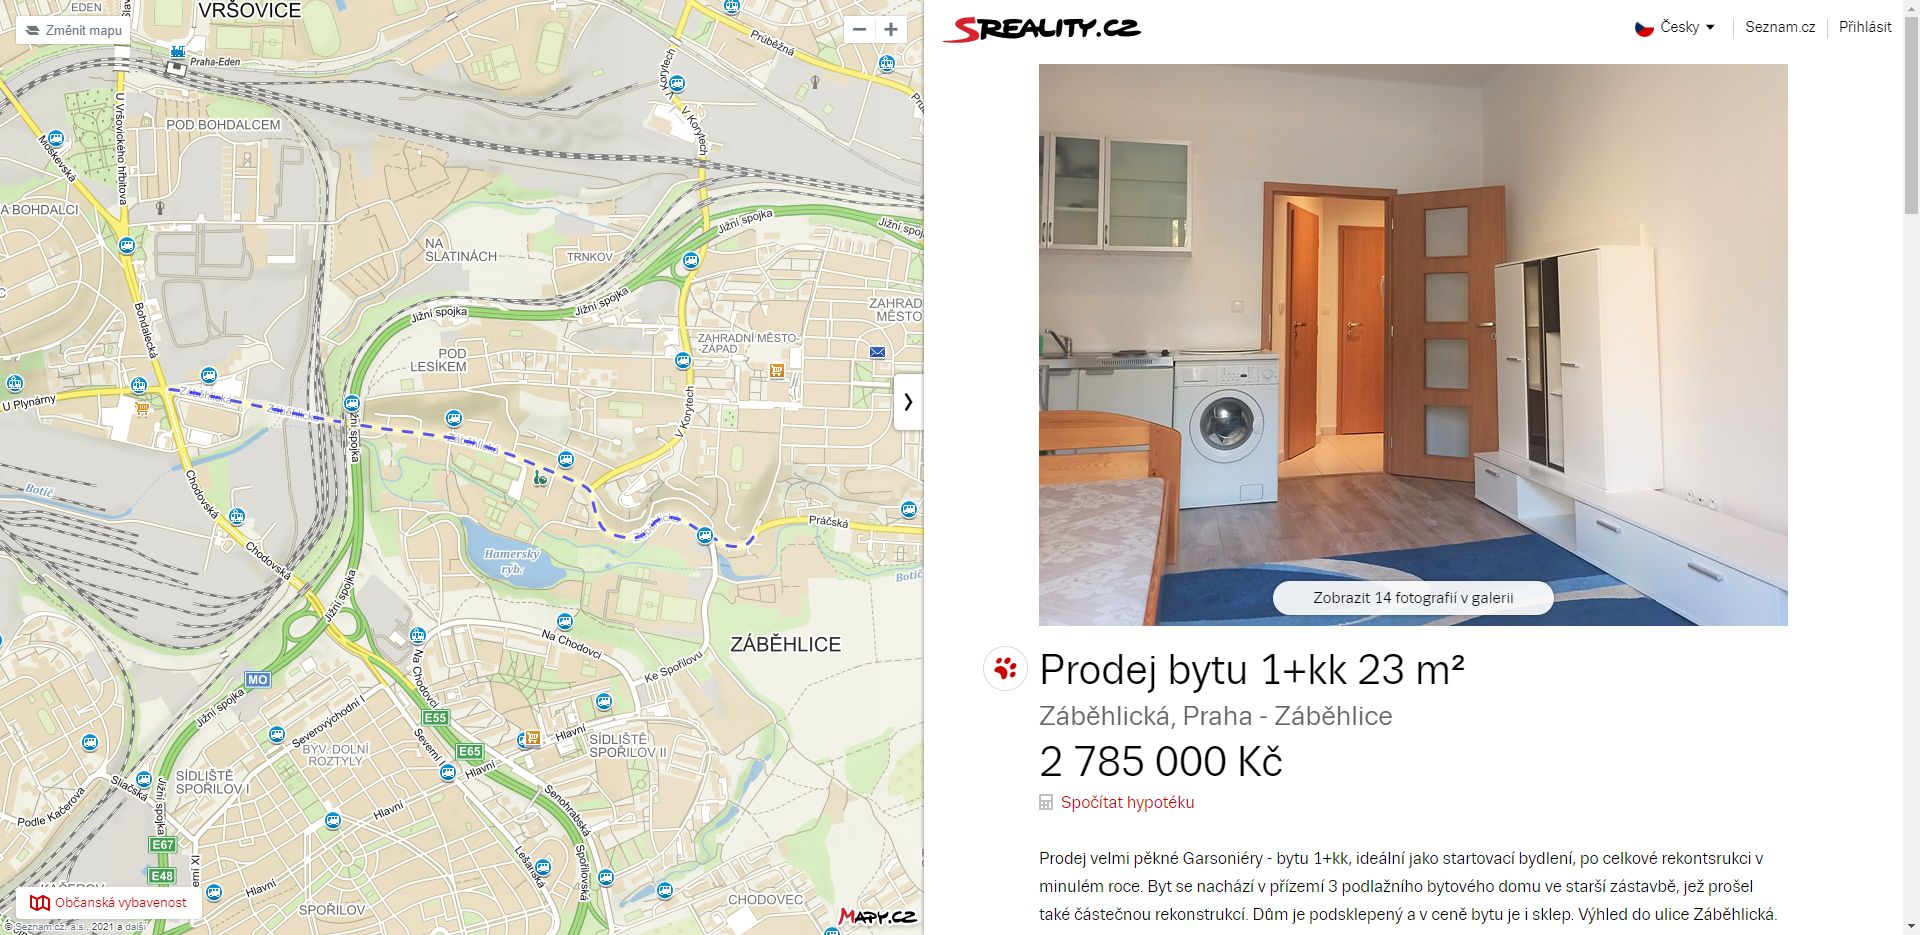 EDEN
VRŠOVICE
Změnit mapu
Praha-Eden
Průběžná
V Korytech
V Korytech
U Vršovického hřbitova
POD BOHDALCEM
Moskevská
A BOHDALCI
NA
SLATINÁCH
TRNKOV
Jižní spojka
Jižní spojka
Jižní spojka
Jižní spojka
Bohdalecká
ZAHRAD
MĚSTO
ZAHRADNÍ MĚSTO-
-ZÁPAD
POD
LESÍKEM
U Plynárny
Záběhlická
Záběhlická
Záběhlická
V Korytech
Chodovská
Botič
Práčská
Hamerský
ryb.
Chodovská
Botič
Jižní spojka
Na Chodovci
ZÁBĚHLICE
Na Chodovci
Ke Spořilovu
MO
Jižní spojka
Severovýchodní I
E55
E65
Severní I
Hlavní
Hlavní
BÝV. DOLNÍ
ROZTYLY
SÍDLIŠTĚ
SPOŘILOV II
SÍDLIŠTĚ
SPOŘILOV I
Sliačská
Jižní spojka
Podle Kačerova
Hlavní
Senohrabská
E67
E48
Lešanská
Spořilovská
Hlavní
KAČEROV
SPOŘILOV
CHODOVEC
Občanská vybavenost
Mapy.cz
© Seznam.cz, a.s., 2021 a další
SREALITY.CZ
Česky
Seznam.cz
Přihlásit
Zobrazit 14 fotografií v galerii
Prodej bytu 1+kk 23 m²
Záběhlická, Praha - Záběhlice
2 785 000 Kč
Spočítat hypotéku
Prodej velmi pěkné Garsoniéry - bytu 1+kk, ideální jako startovací bydlení, po celkové rekontsrukci v
minulém roce. Byt se nachází v přízemí 3 podlažního bytového domu ve starší zástavbě, jež prošel
také částečnou rekonstrukcí. Dům je podsklepený a v ceně bytu je i sklep. Výhled do ulice Záběhlická.